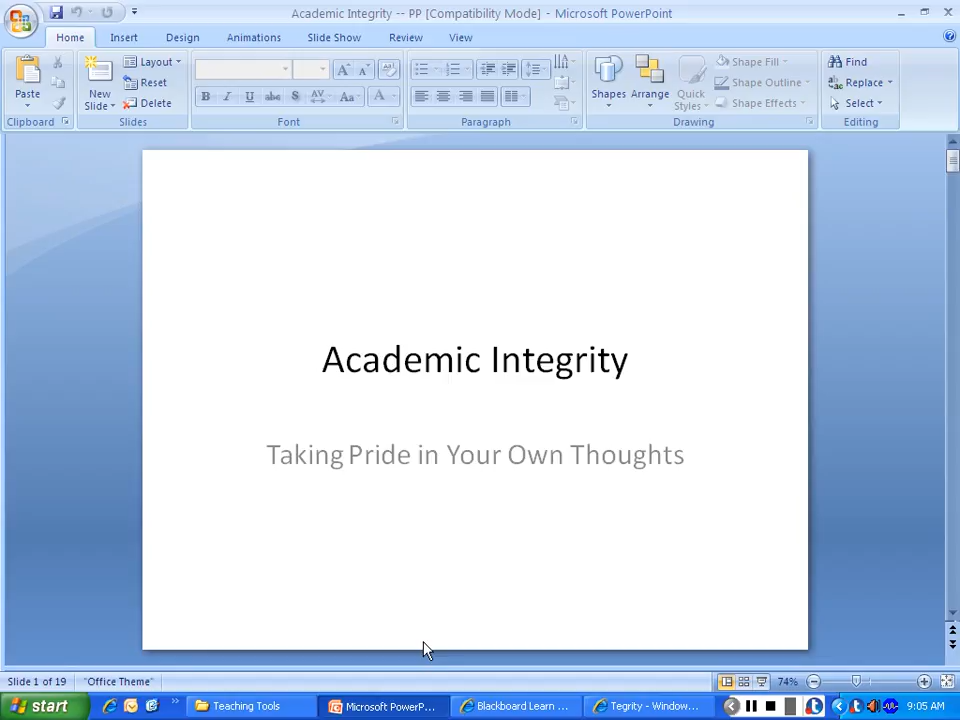 Academic Integrity -- PP [Compatibility Mode] - Microsoft PowerPoint
Home Insert Design Animations Slide Show Review View
Paste
Clipboard
New Slide
Layout
Reset
Delete
Slides
B I U abc S AV Aa A
Font
Paragraph
Shapes Arrange Quick Styles
Shape Fill
Shape Outline
Shape Effects
Drawing
Find
Replace
Select
Editing
Academic Integrity
Taking Pride in Your Own Thoughts
Slide 1 of 19 "Office Theme" 74%
start Teaching Tools Microsoft PowerP... Blackboard Learn ... Tegrity - Window... 9:05 AM